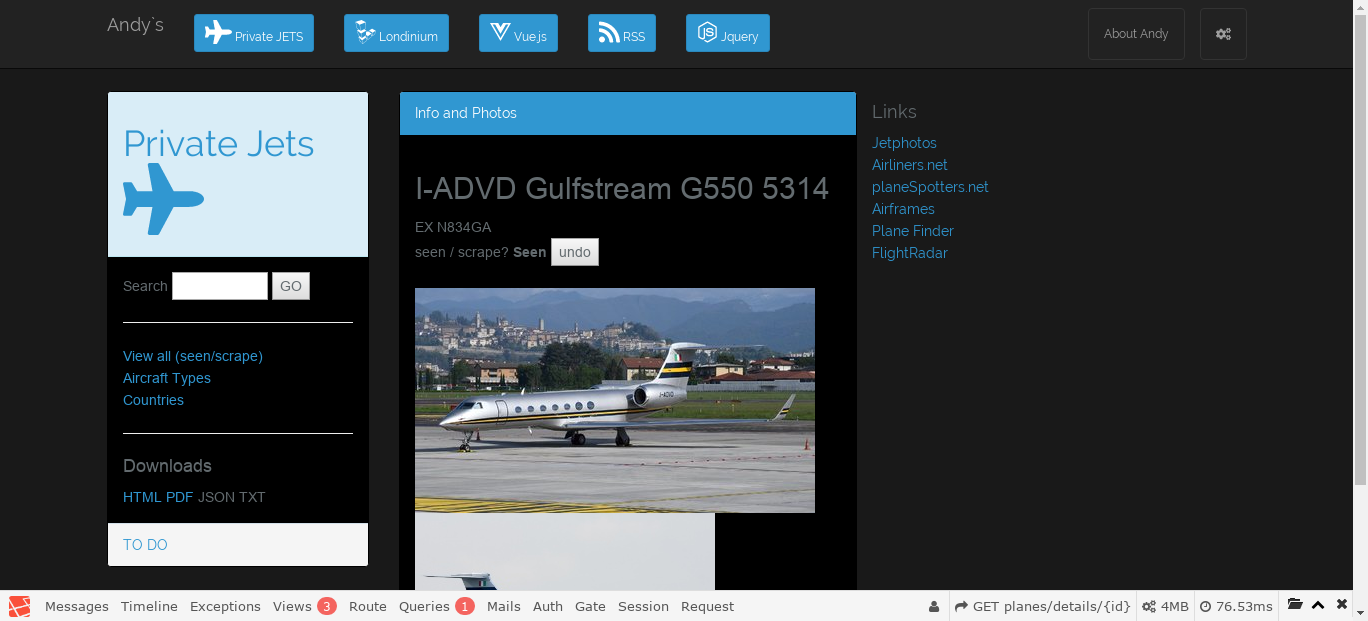 Andy`s
Private JETS
Londinium
Vue.js
RSS
Jquery
About Andy
Private Jets
Search GO
View all (seen/scrape)
Aircraft Types
Countries
Downloads
HTML PDF JSON TXT
TO DO
Info and Photos
I-ADVD Gulfstream G550 5314
EX N834GA
seen / scrape? Seen undo
I-ADVD
Links
Jetphotos
Airliners.net
planeSpotters.net
Airframes
Plane Finder
FlightRadar
Messages Timeline Exceptions Views 3 Route Queries 1 Mails Auth Gate Session Request GET planes/details/{id} 4MB 76.53ms